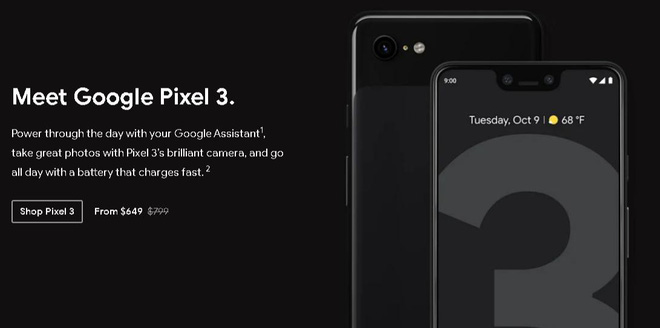 Meet Google Pixel 3.
Power through the day with your Google Assistant¹,
take great photos with Pixel 3's brilliant camera, and go
all day with a battery that charges fast. ²
Shop Pixel 3 From $649 $799
9:00
Tuesday, Oct 9 | 68 °F
3